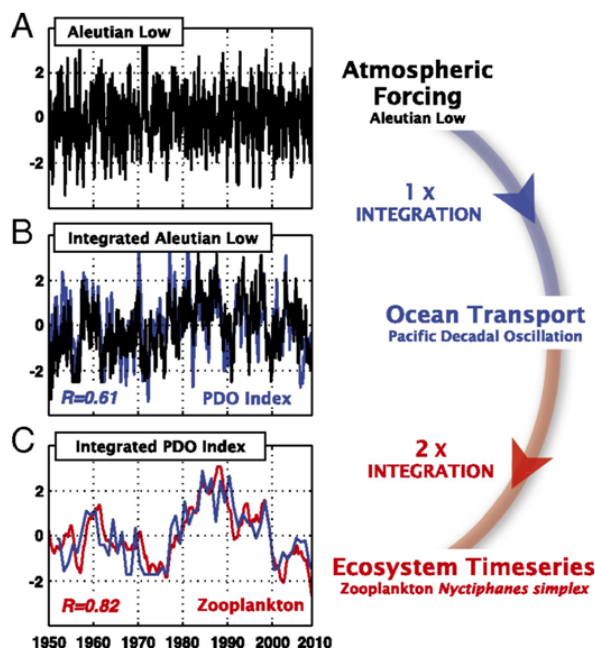 A
Aleutian Low
2
0
-2
B
Integrated Aleutian Low
2
0
-2
R=0.61
PDO Index
C
Integrated PDO Index
2
0
-2
R=0.82
Zooplankton
1950 1960 1970 1980 1990 2000 2010
Atmospheric
Forcing
Aleutian Low
1 x
INTEGRATION
Ocean Transport
Pacific Decadal Oscillation
2 x
INTEGRATION
Ecosystem Timeseries
Zooplankton Nyctiphanes simplex